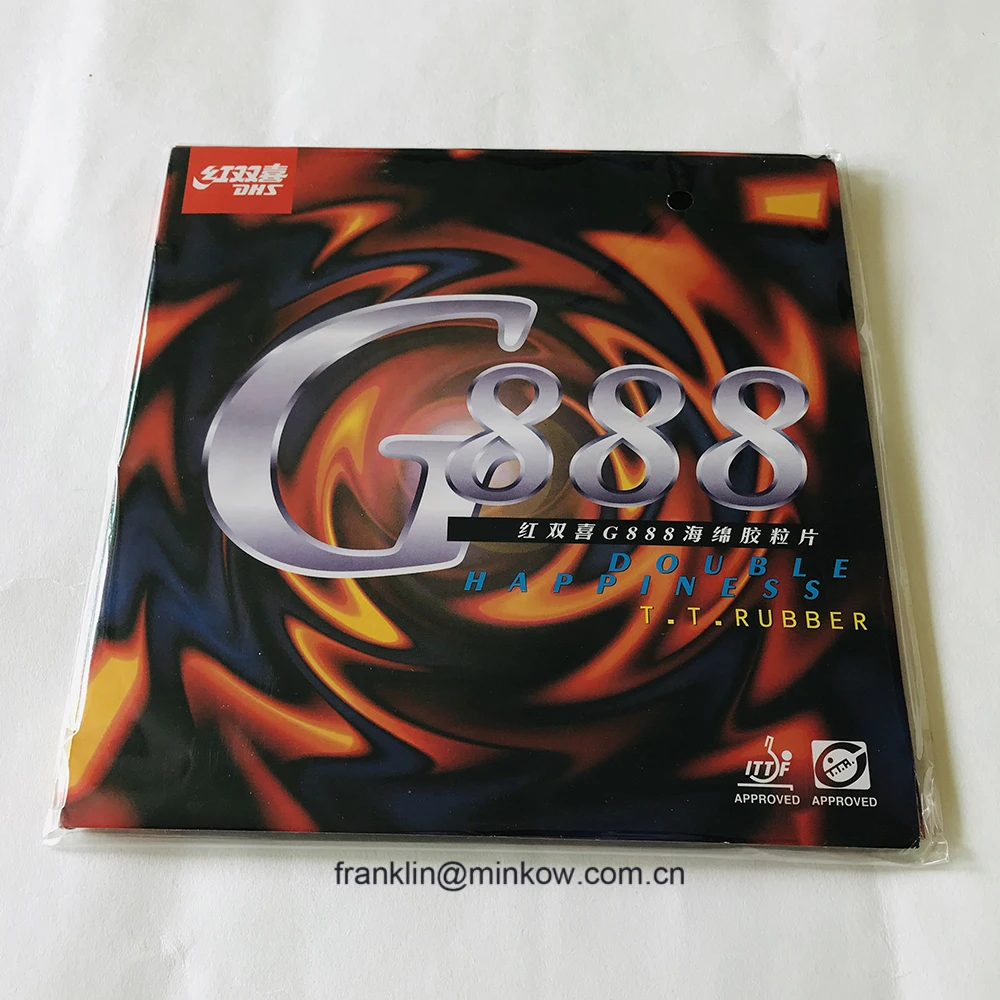 红双喜
DHS
G888
红双喜G888海绵胶粒片
DOUBLE
HAPPINESS
T.T.RUBBER
ITTF
APPROVED
APPROVED
franklin@minkow.com.cn